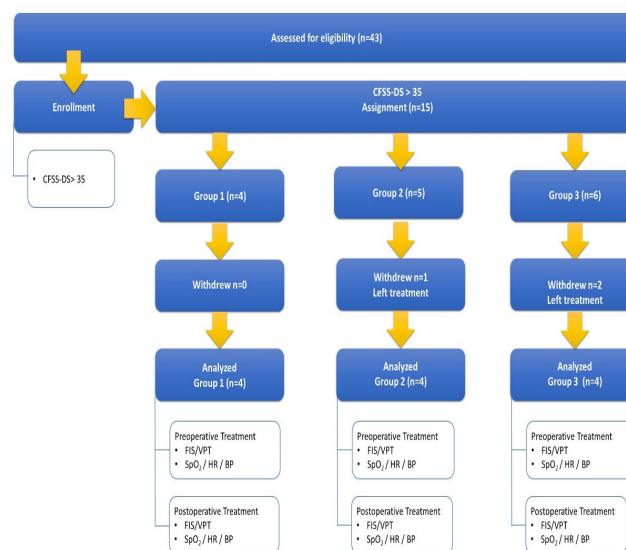 Assessed for eligibility (n=43)
Enrollment
CFSS-DS > 35
Assignment (n=15)
• CFSS-DS> 35
Group 1 (n=4)
Group 2 (n=5)
Group 3 (n=6)
Withdrew n=0
Withdrew n=1
Left treatment
Withdrew n=2
Left treatment
Analyzed
Group 1 (n=4)
Analyzed
Group 2 (n=4)
Analyzed
Group 3 (n=4)
Preoperative Treatment
• FIS/VPT
• SpO₂ / HR / BP
Preoperative Treatment
• FIS/VPT
• SpO₂ / HR / BP
Preoperative Treatment
• FIS/VPT
• SpO₂ / HR / BP
Postoperative Treatment
• FIS/VPT
• SpO₂ / HR / BP
Postoperative Treatment
• FIS/VPT
• SpO₂ / HR / BP
Postoperative Treatment
• FIS/VPT
• SpO₂ / HR / BP